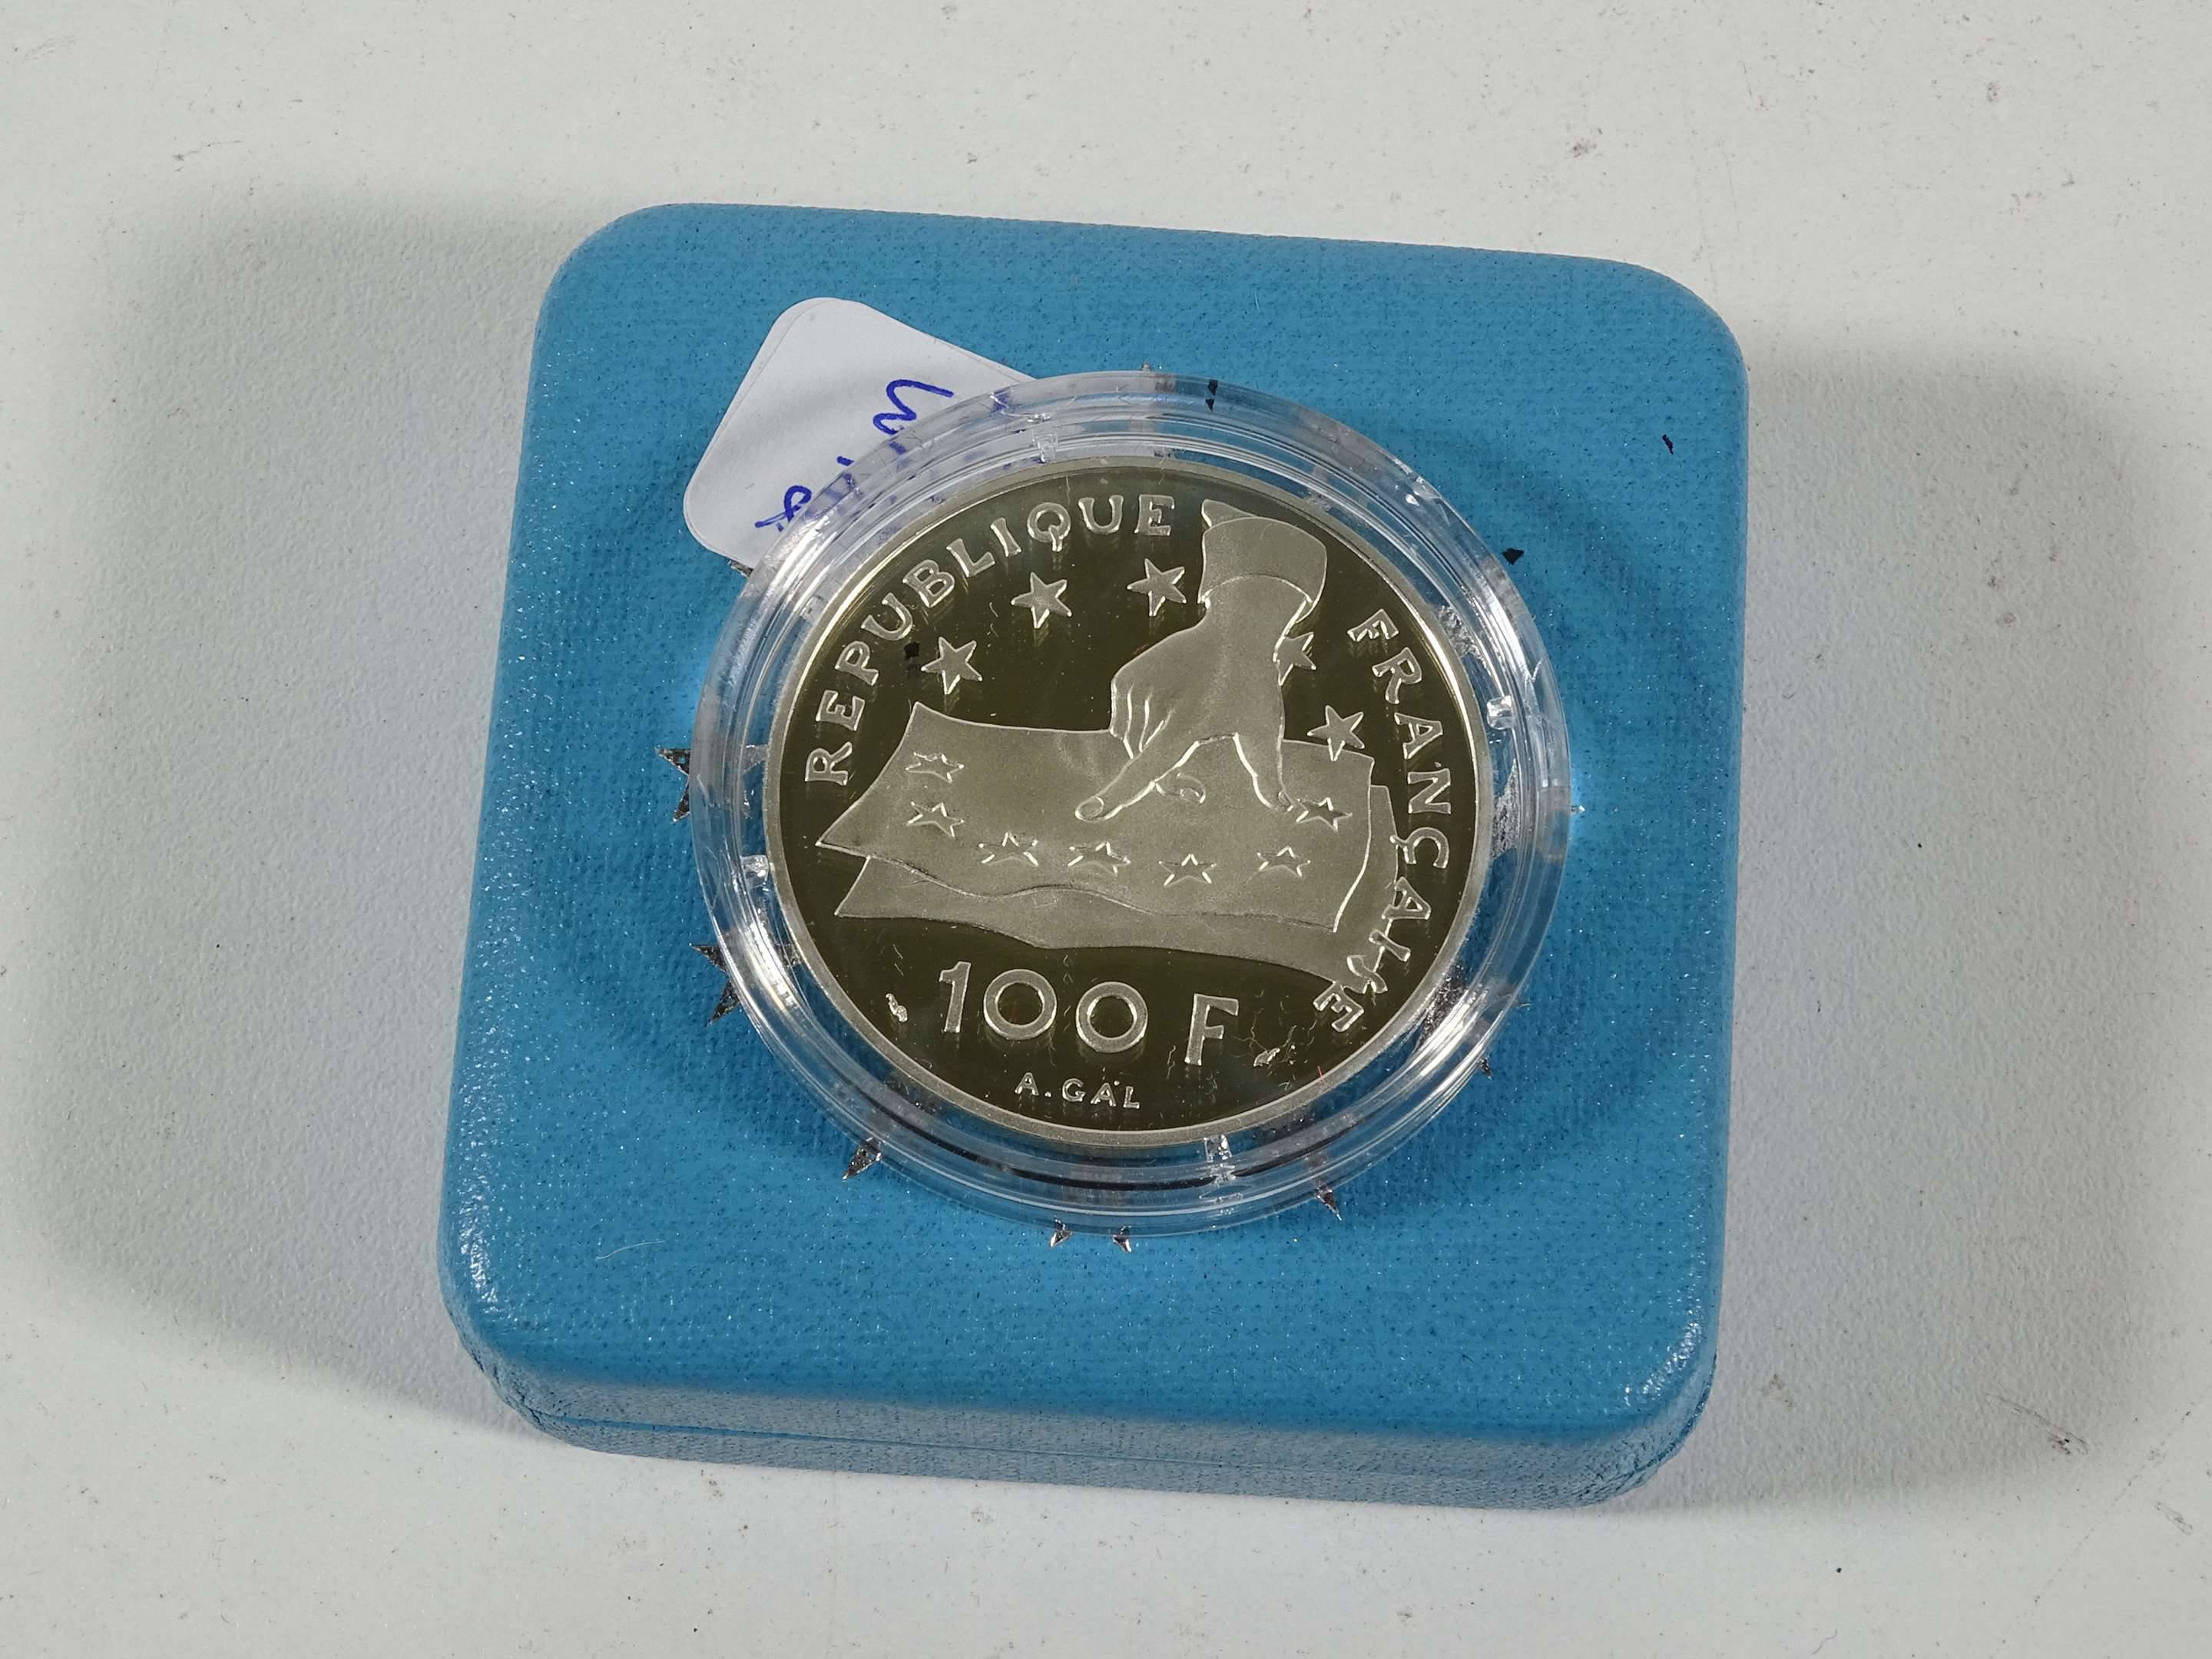 REPUBLIQUE FRANÇAISE
100 F
A. GÁL